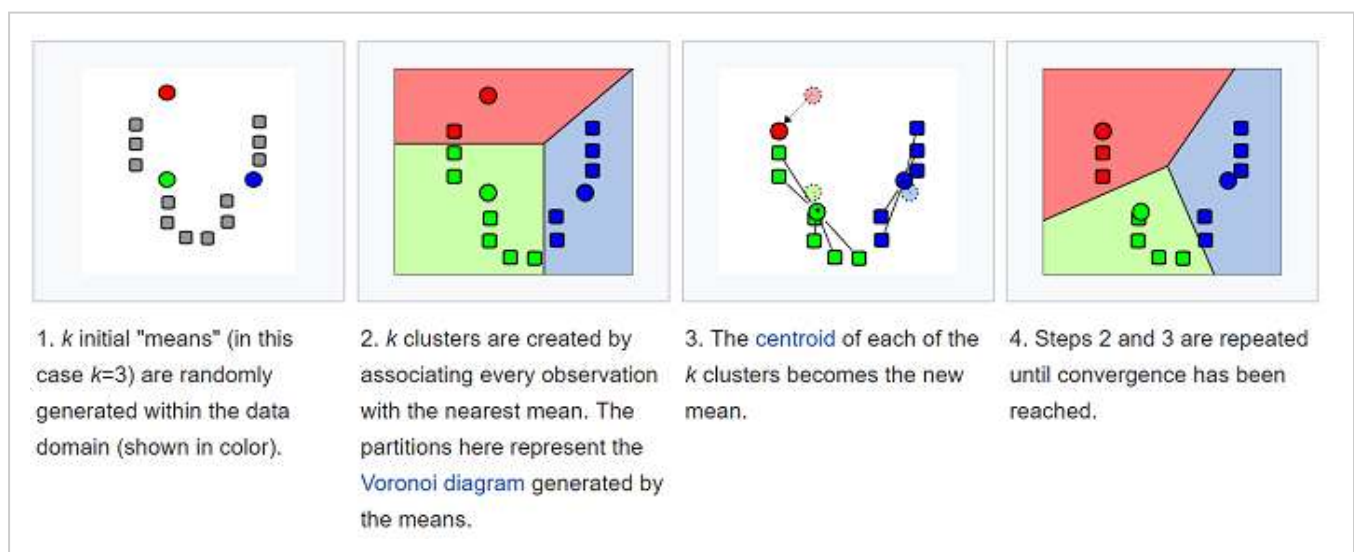 1. k initial "means" (in this
case k=3) are randomly
generated within the data
domain (shown in color).
2. k clusters are created by
associating every observation
with the nearest mean. The
partitions here represent the
Voronoi diagram generated by
the means.
3. The centroid of each of the
k clusters becomes the new
mean.
4. Steps 2 and 3 are repeated
until convergence has been
reached.